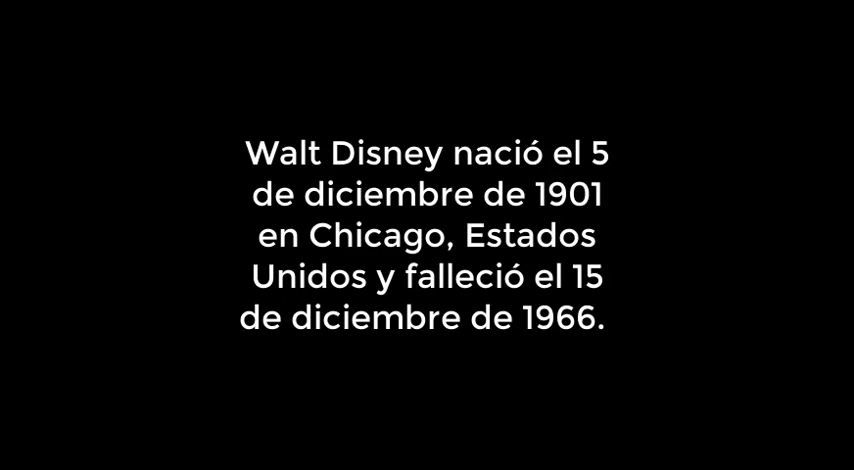 Walt Disney nació el 5
de diciembre de 1901
en Chicago, Estados
Unidos y falleció el 15
de diciembre de 1966.